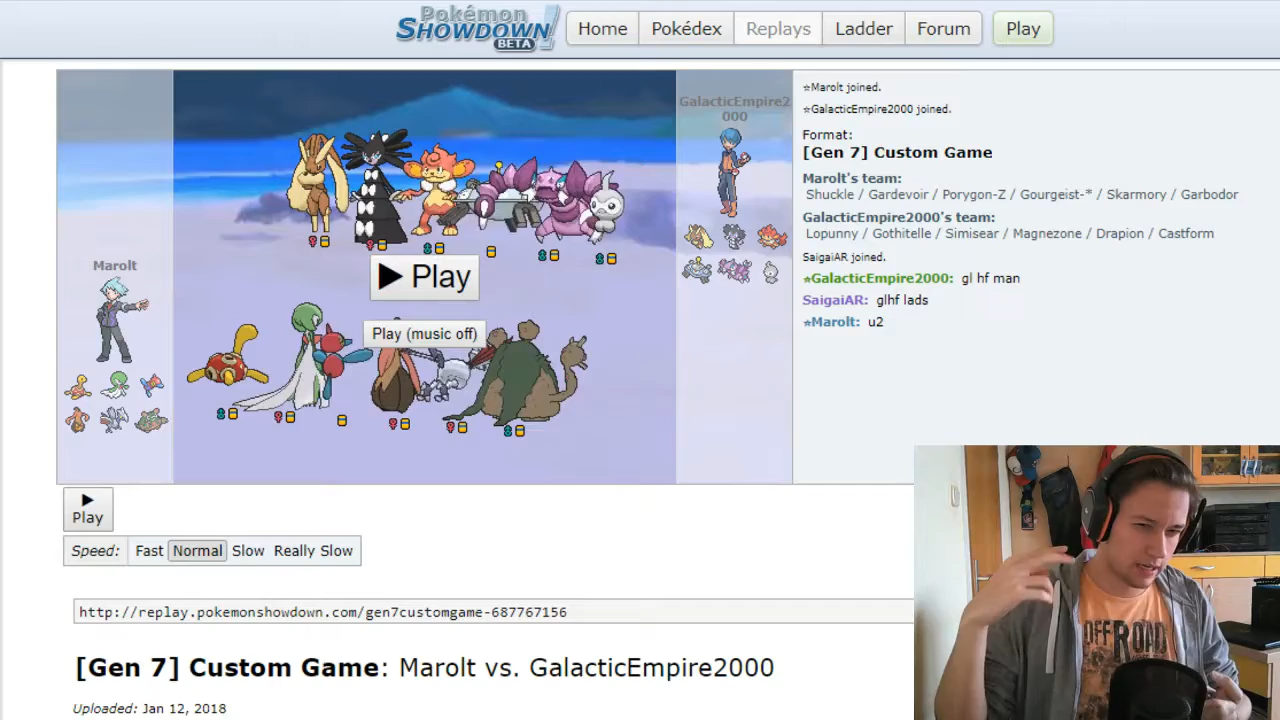 Pokémon
SHOWDOWN!
BETA
Home
Pokédex
Replays
Ladder
Forum
Play
GalacticEmpire2
000
Marolt
▶ Play
Play (music off)
☆Marolt joined.
☆GalacticEmpire2000 joined.
Format:
[Gen 7] Custom Game
Marolt's team:
Shuckle / Gardevoir / Porygon-Z / Gourgeist-* / Skarmory / Garbodor
GalacticEmpire2000's team:
Lopunny / Gothitelle / Simisear / Magnezone / Drapion / Castform
SaigaiAR joined.
☆GalacticEmpire2000: gl hf man
SaigaiAR: glhf lads
☆Marolt: u2
▶
Play
Speed: Fast Normal Slow Really Slow
http://replay.pokemonshowdown.com/gen7customgame-687767156
[Gen 7] Custom Game: Marolt vs. GalacticEmpire2000
Uploaded: Jan 12, 2018
OFF
ROAD